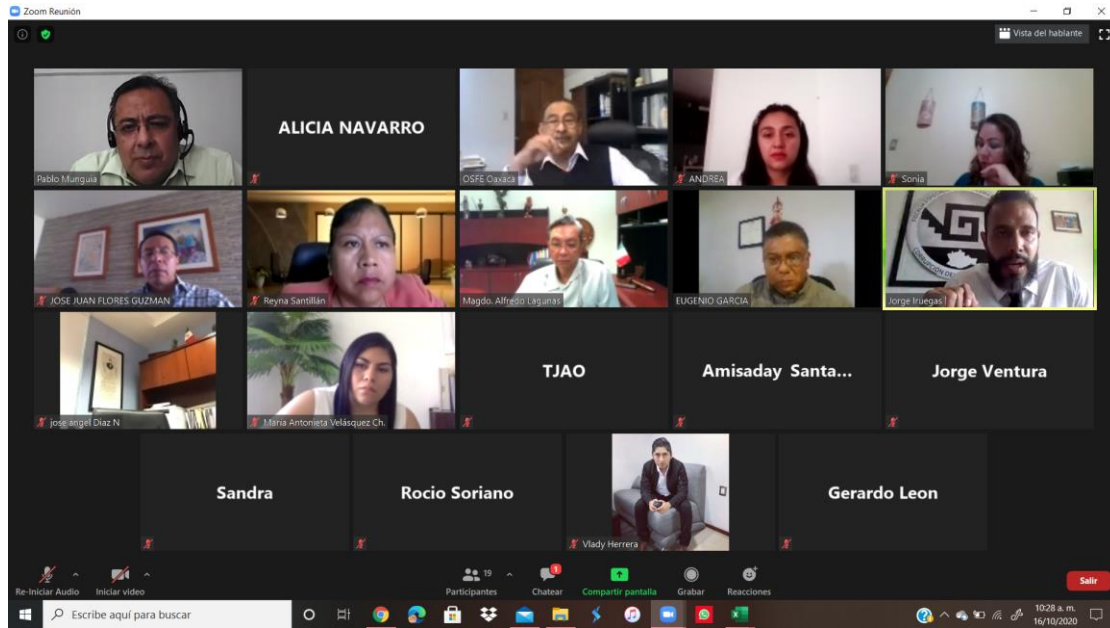 Zoom Reunión
Vista del hablante
Pablo Munguia
ALICIA NAVARRO
OSFE Oaxaca
ANDREA
Sonia
JOSE JUAN FLORES GUZMAN
Reyna Santillán
Magdo. Alfredo Lagunas
EUGENIO GARCIA
Jorge Iruegas
jose angel Diaz N
María Antonieta Velásquez Ch.
TJAO
Amisaday Santa...
Jorge Ventura
Sandra
Rocio Soriano
Vlady Herrera
Gerardo Leon
Re-Iniciar Audio
Iniciar video
19
Participantes
1
Chatear
Compartir pantalla
Grabar
Reacciones
Salir
Escribe aquí para buscar
10:28 a. m.
16/10/2020